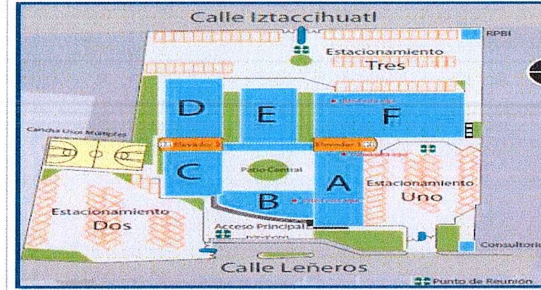 Calle Iztaccihuatl
RPBI
Estacionamiento
Tres
D
E
F
Cancha Usos Múltiples
Elevador 2
Elevador 1
C
Patio Central
A
Estacionamiento
Uno
B
Estacionamiento
Dos
Acceso Principal
Consultorio
Calle Leñeros
Punto de Reunión